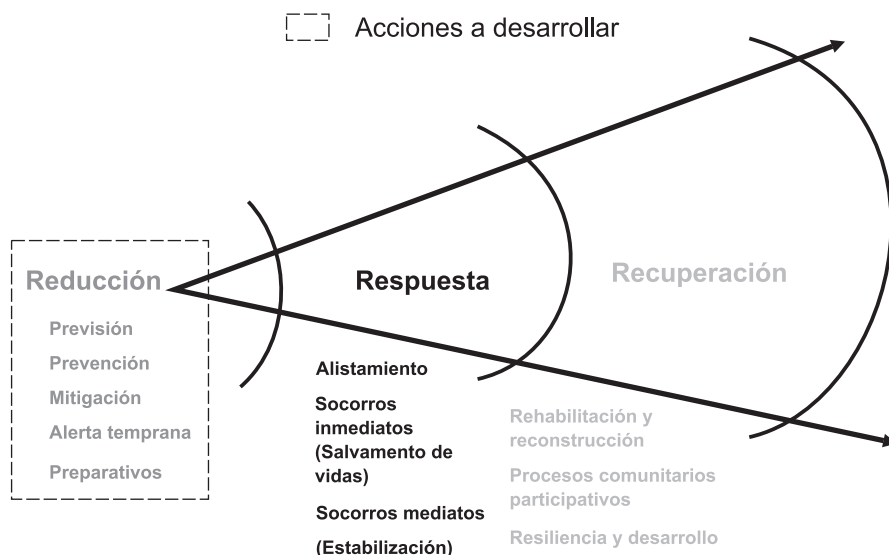 Acciones a desarrollar
Reducción
Previsión
Prevención
Mitigación
Alerta temprana
Preparativos
Respuesta
Alistamiento
Socorros
inmediatos
(Salvamento de
vidas)
Socorros mediatos
(Estabilización)
Recuperación
Rehabilitación y
reconstrucción
Procesos comunitarios
participativos
Resiliencia y desarrollo